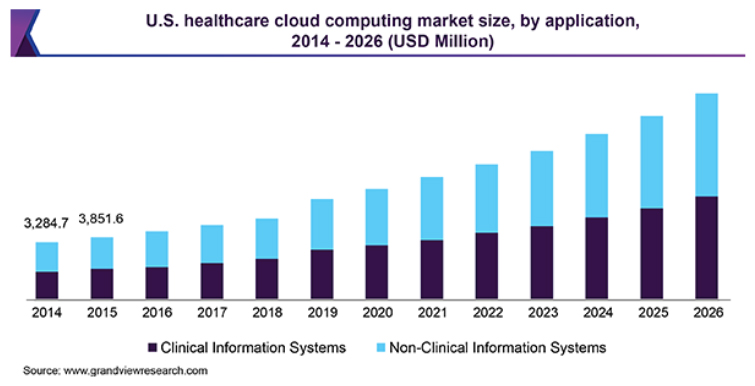 U.S. healthcare cloud computing market size, by application,
2014 - 2026 (USD Million)
3,284.7
3,851.6
2014 2015 2016 2017 2018 2019 2020 2021 2022 2023 2024 2025 2026
Clinical Information Systems Non-Clinical Information Systems
Source: www.grandviewresearch.com